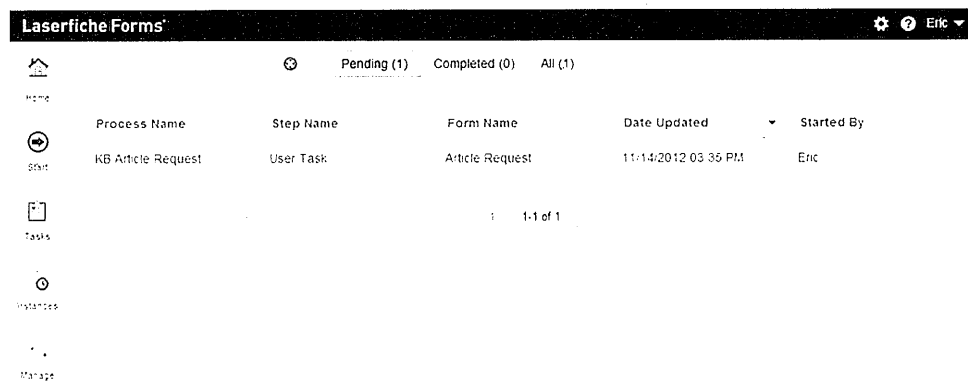 Laserfiche Forms
Eric
Pending (1) Completed (0) All (1)
Home
Process Name Step Name Form Name Date Updated Started By
Start
KB Article Request User Task Article Request 11/14/2012 03:35 PM Eric
Tasks
1 1-1 of 1
Instances
Manage